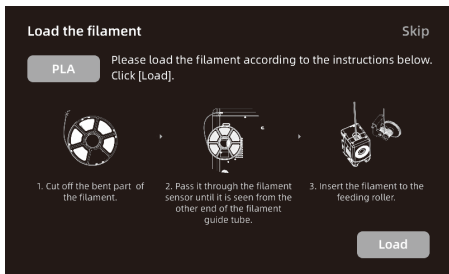 Load the filament
Skip
PLA
Please load the filament according to the instructions below.
Click [Load].
1. Cut off the bent part of
the filament.
2. Pass it through the filament
sensor until it is seen from the
other end of the filament
guide tube.
3. Insert the filament to the
feeding roller.
Load